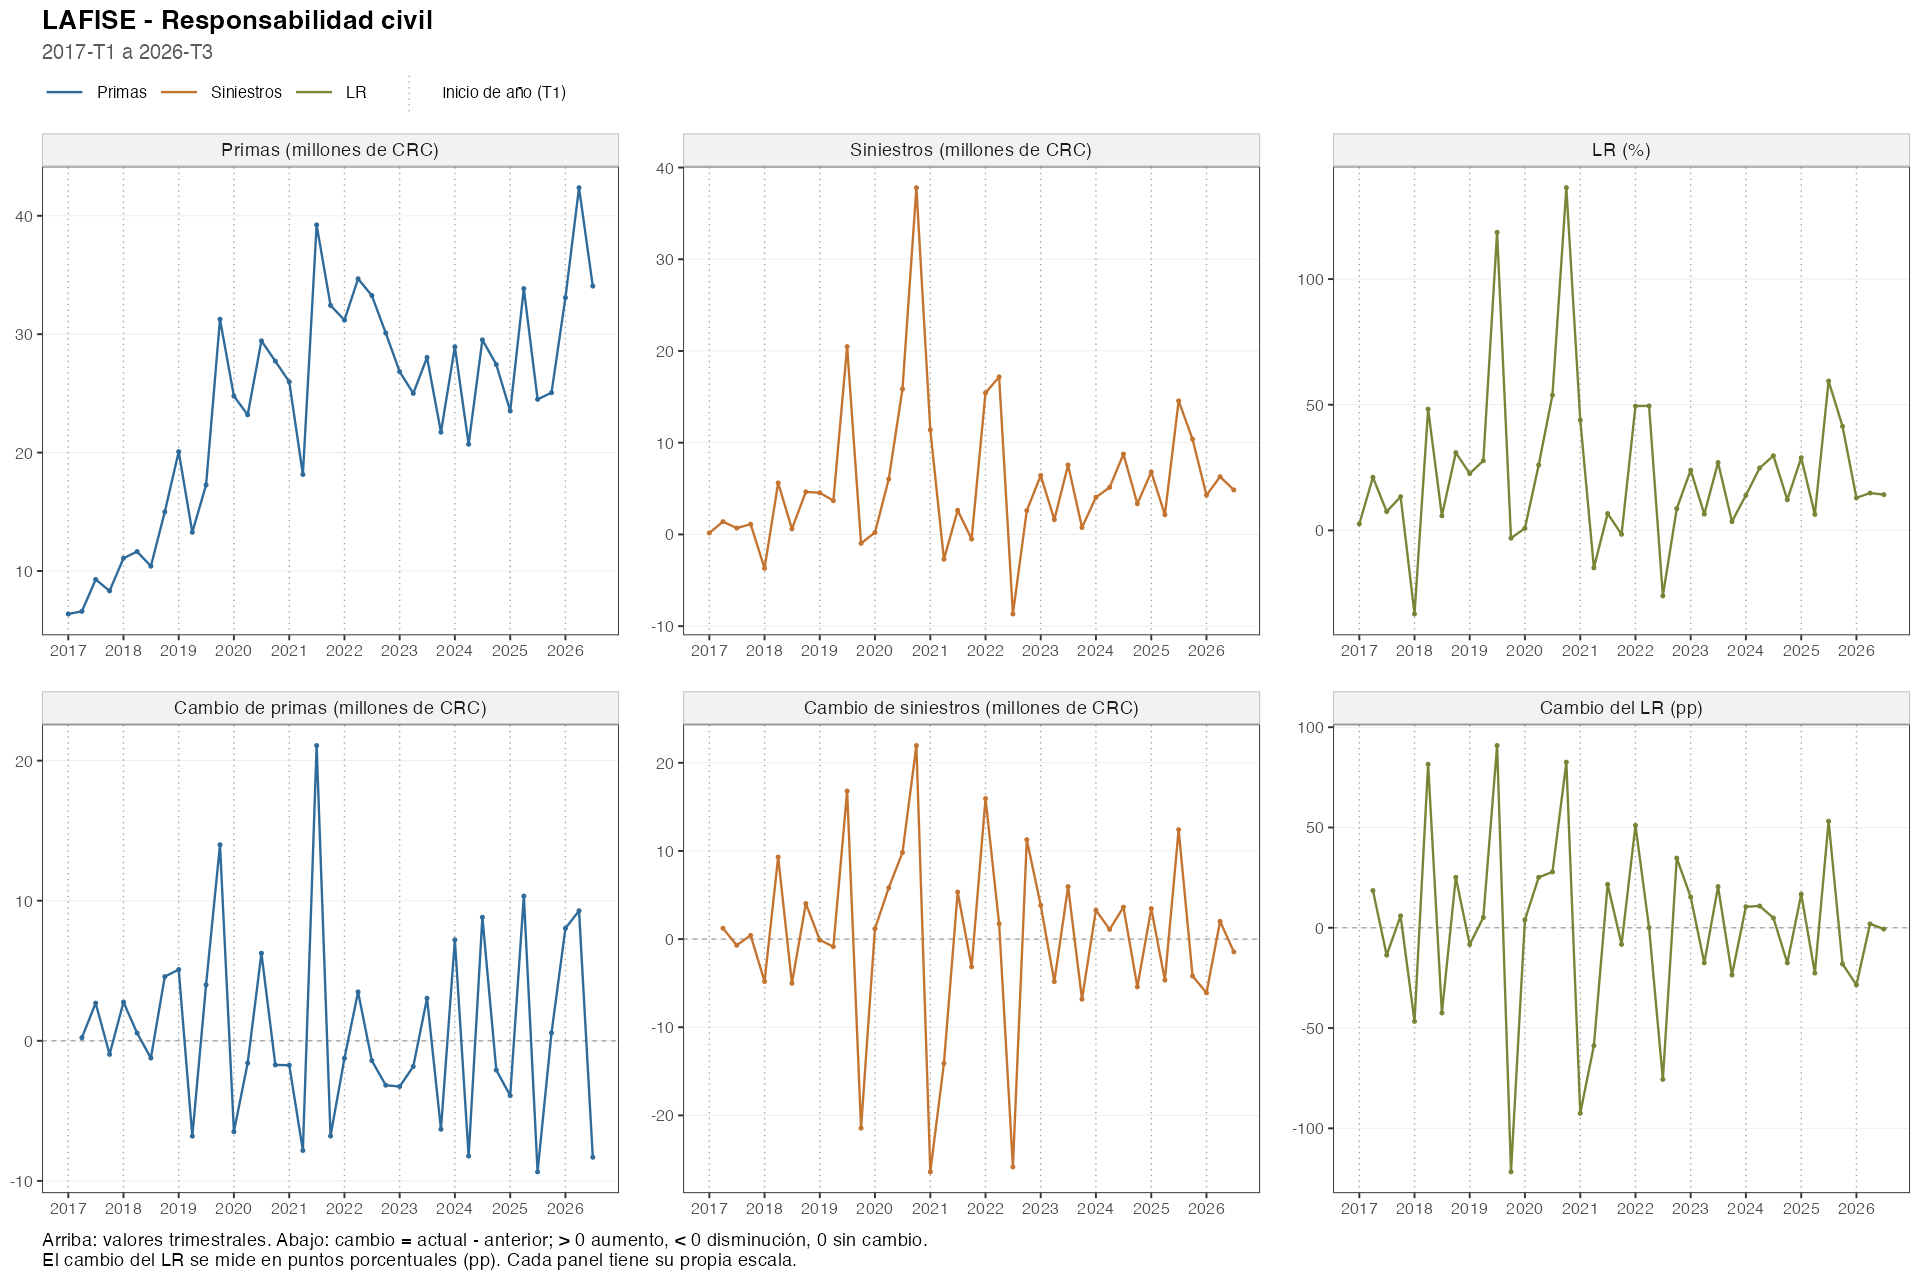 LAFISE - Responsabilidad civil
2017-T1 a 2026-T3
Primas Siniestros LR Inicio de año (T1)
Primas (millones de CRC)
40
30
20
10
2017 2018 2019 2020 2021 2022 2023 2024 2025 2026
Siniestros (millones de CRC)
40
30
20
10
0
-10
2017 2018 2019 2020 2021 2022 2023 2024 2025 2026
LR (%)
100
50
0
2017 2018 2019 2020 2021 2022 2023 2024 2025 2026
Cambio de primas (millones de CRC)
20
10
0
-10
2017 2018 2019 2020 2021 2022 2023 2024 2025 2026
Cambio de siniestros (millones de CRC)
20
10
0
-10
-20
2017 2018 2019 2020 2021 2022 2023 2024 2025 2026
Cambio del LR (pp)
100
50
0
-50
-100
2017 2018 2019 2020 2021 2022 2023 2024 2025 2026
Arriba: valores trimestrales. Abajo: cambio = actual - anterior; > 0 aumento, < 0 disminución, 0 sin cambio.
El cambio del LR se mide en puntos porcentuales (pp). Cada panel tiene su propia escala.